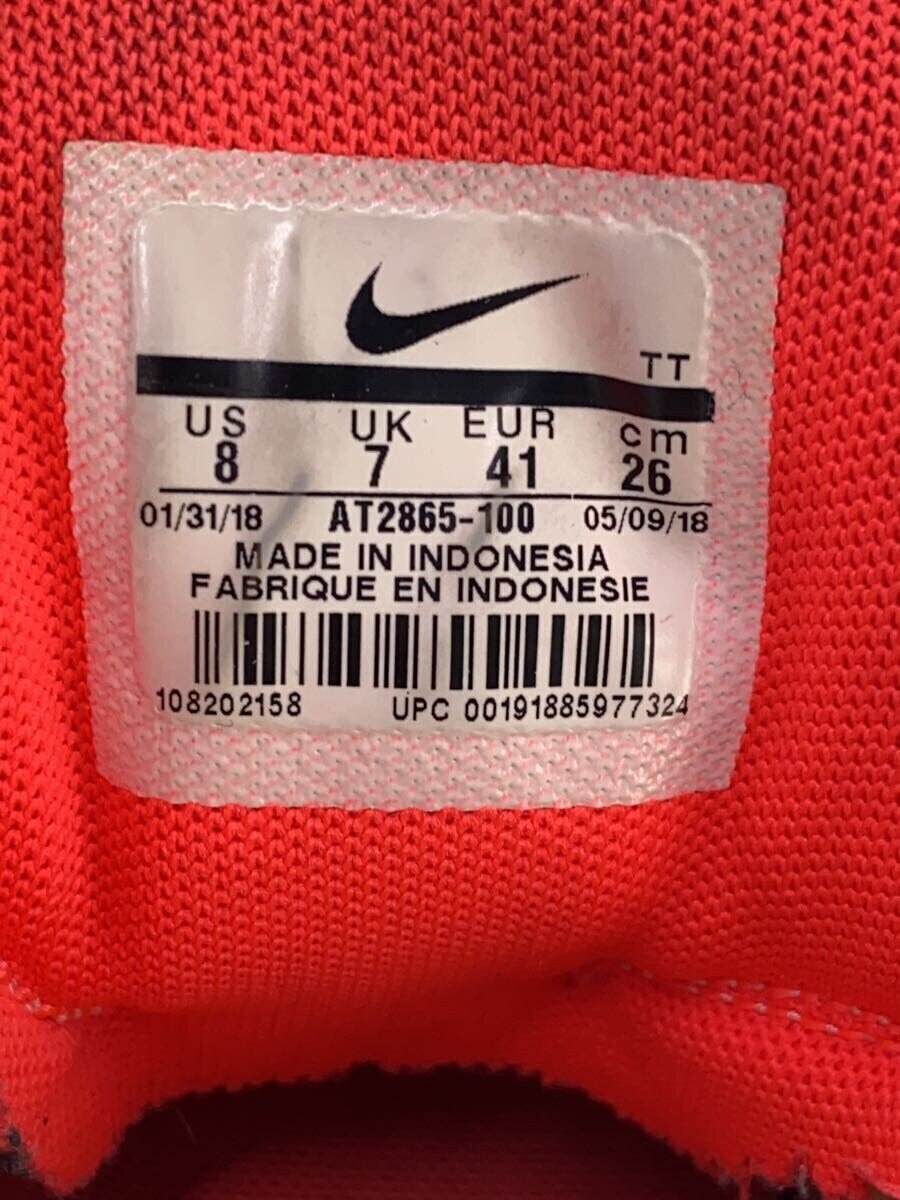 TT
US UK EUR cm
8 7 41 26
01/31/18 AT2865-100 05/09/18
MADE IN INDONESIA
FABRIQUE EN INDONESIE
108202158 UPC 00191885977324